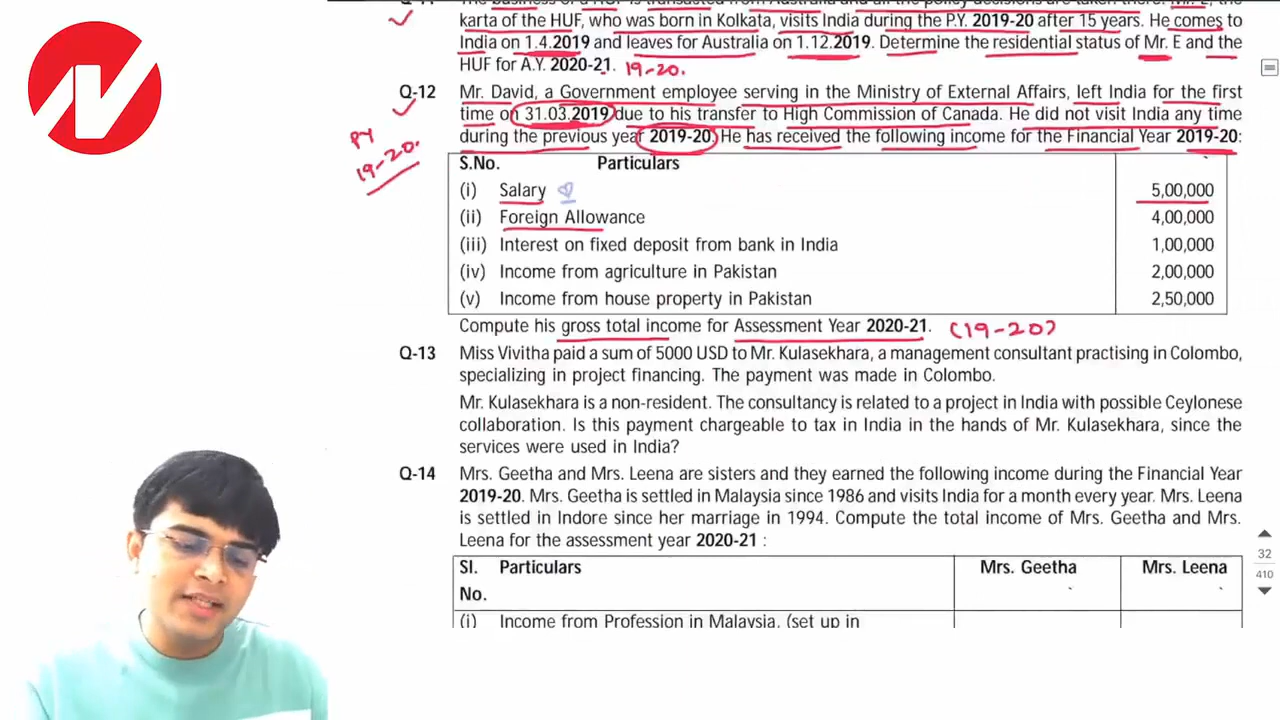 karta of the HUF, who was born in Kolkata, visits India during the P.Y. 2019-20 after 15 years. He comes to
India on 1.4.2019 and leaves for Australia on 1.12.2019. Determine the residential status of Mr. E and the
HUF for A.Y. 2020-21. 19-20.
Q-12 Mr. David, a Government employee serving in the Ministry of External Affairs, left India for the first
time on 31.03.2019 due to his transfer to High Commission of Canada. He did not visit India any time
during the previous year 2019-20. He has received the following income for the Financial Year 2019-20:
PY
19-20.
S.No. Particulars
(i) Salary 5,00,000
(ii) Foreign Allowance 4,00,000
(iii) Interest on fixed deposit from bank in India 1,00,000
(iv) Income from agriculture in Pakistan 2,00,000
(v) Income from house property in Pakistan 2,50,000
Compute his gross total income for Assessment Year 2020-21. (19-20)
Q-13 Miss Vivitha paid a sum of 5000 USD to Mr. Kulasekhara, a management consultant practising in Colombo,
specializing in project financing. The payment was made in Colombo.
Mr. Kulasekhara is a non-resident. The consultancy is related to a project in India with possible Ceylonese
collaboration. Is this payment chargeable to tax in India in the hands of Mr. Kulasekhara, since the
services were used in India?
Q-14 Mrs. Geetha and Mrs. Leena are sisters and they earned the following income during the Financial Year
2019-20. Mrs. Geetha is settled in Malaysia since 1986 and visits India for a month every year. Mrs. Leena
is settled in Indore since her marriage in 1994. Compute the total income of Mrs. Geetha and Mrs.
Leena for the assessment year 2020-21 :
32
410
Sl. Particulars Mrs. Geetha Mrs. Leena
No.
(i) Income from Profession in Malaysia, (set up in